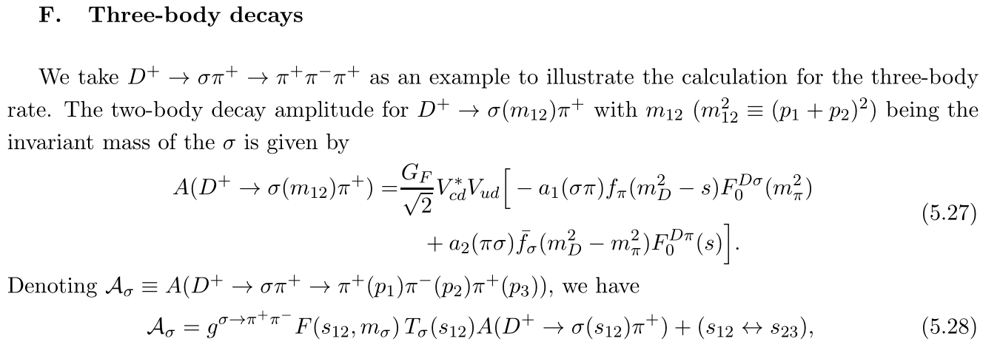 F. Three-body decays
We take $D^+ \to \sigma\pi^+ \to \pi^+\pi^-\pi^+$ as an example to illustrate the calculation for the three-body
rate. The two-body decay amplitude for $D^+ \to \sigma(m_{12})\pi^+$ with $m_{12}$ ($m_{12}^2 \equiv (p_1 + p_2)^2$) being the
invariant mass of the $\sigma$ is given by
$A(D^+ \to \sigma(m_{12})\pi^+) = \frac{G_F}{\sqrt{2}} V_{cd}^* V_{ud} \Big[ - a_1(\sigma\pi) f_\pi (m_D^2 - s) F_0^{D\sigma}(m_\pi^2)$
$+ a_2(\pi\sigma) \bar{f}_\sigma (m_D^2 - m_\pi^2) F_0^{D\pi}(s) \Big].$ (5.27)
Denoting $\mathcal{A}_\sigma \equiv A(D^+ \to \sigma\pi^+ \to \pi^+(p_1)\pi^-(p_2)\pi^+(p_3))$, we have
$\mathcal{A}_\sigma = g^{\sigma \to \pi^+\pi^-} F(s_{12}, m_\sigma) \, T_\sigma(s_{12}) A(D^+ \to \sigma(s_{12})\pi^+) + (s_{12} \leftrightarrow s_{23}),$ (5.28)